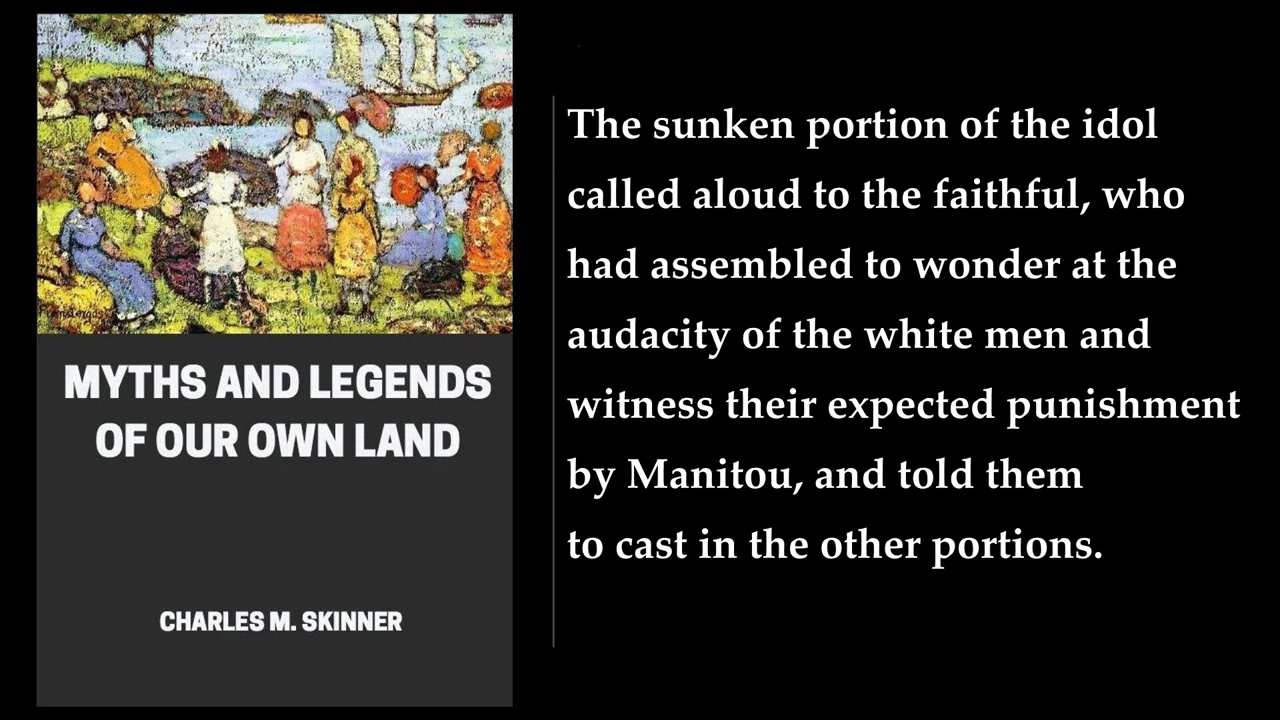 MYTHS AND LEGENDS
OF OUR OWN LAND
CHARLES M. SKINNER
The sunken portion of the idol
called aloud to the faithful, who
had assembled to wonder at the
audacity of the white men and
witness their expected punishment
by Manitou, and told them
to cast in the other portions.